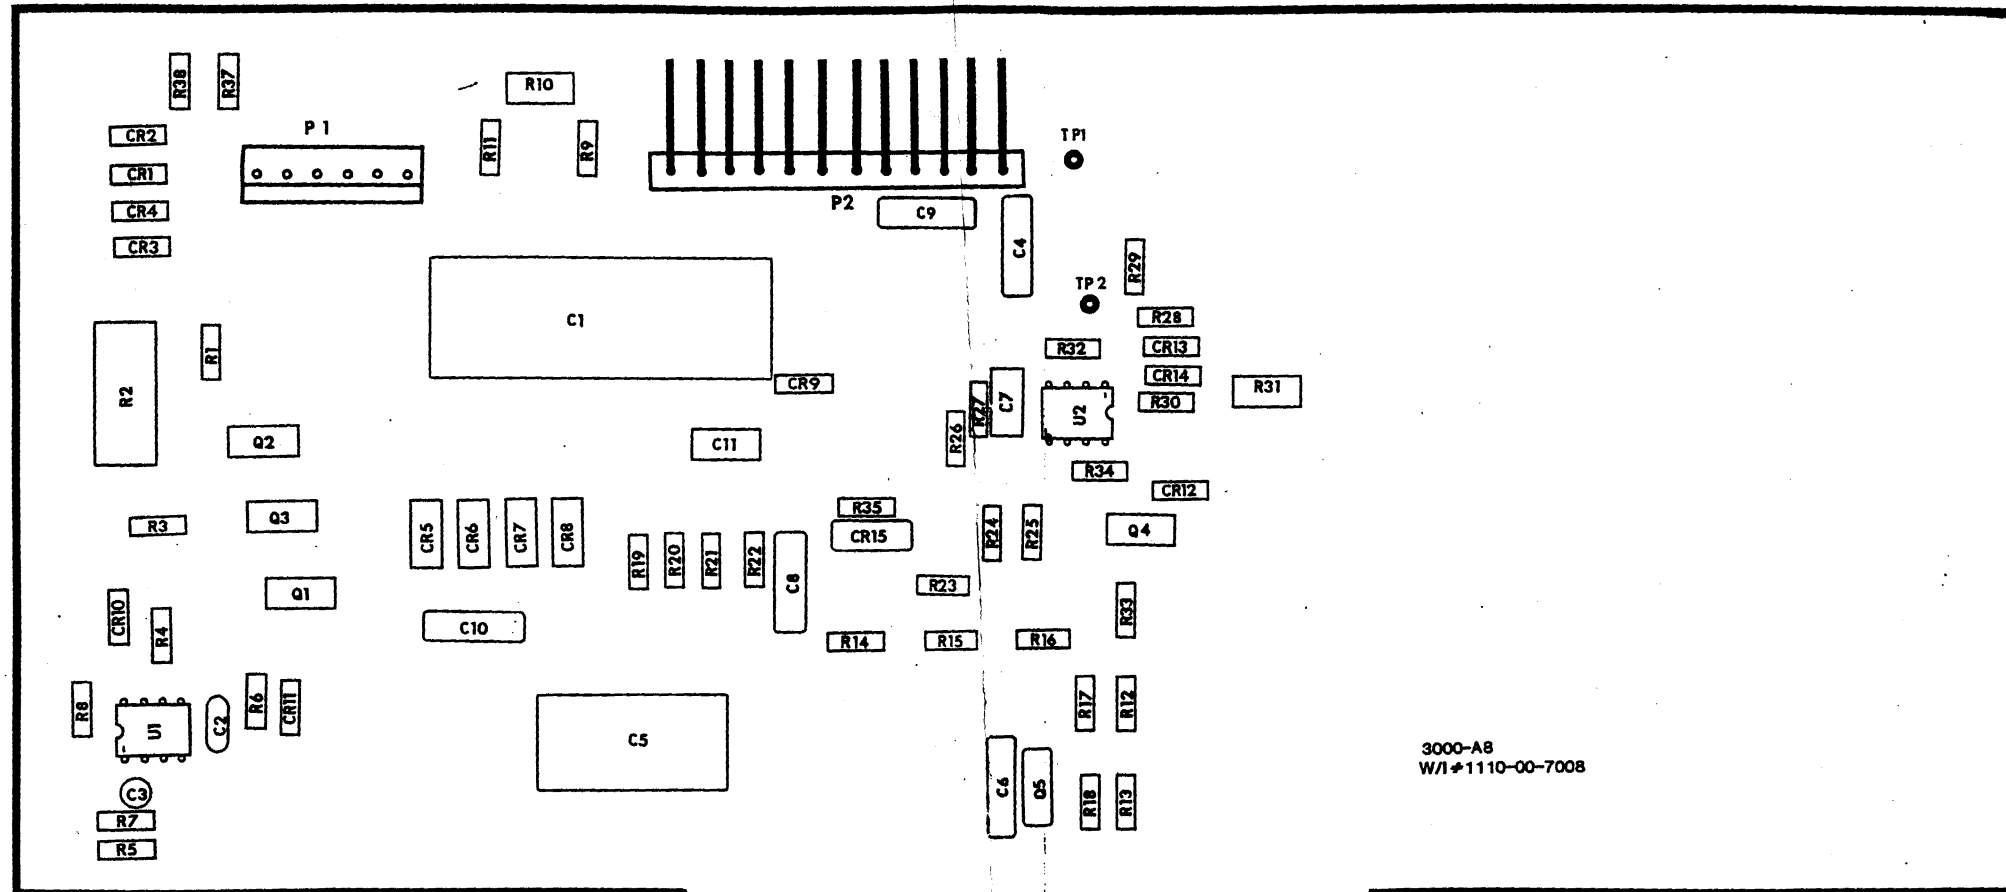 R38
R37
R10
CR2
P 1
R11
R9
TP1
CR1
CR4
P2
C9
CR3
C4
R29
TP 2
C1
R28
R1
R32
CR13
R2
CR9
CR14
R31
R27
C7
R30
U2
Q2
C11
R26
R34
CR12
R3
Q3
CR5
CR6
CR7
CR8
R35
CR15
R24
R25
Q4
R19
R20
R21
R22
C8
R23
Q1
CR10
R4
C10
R14
R15
R16
R33
R8
U1
C2
R6
CR11
R17
R12
C5
3000-A8
W/I#1110-00-7008
C3
R7
R5
C6
Q5
R18
R13